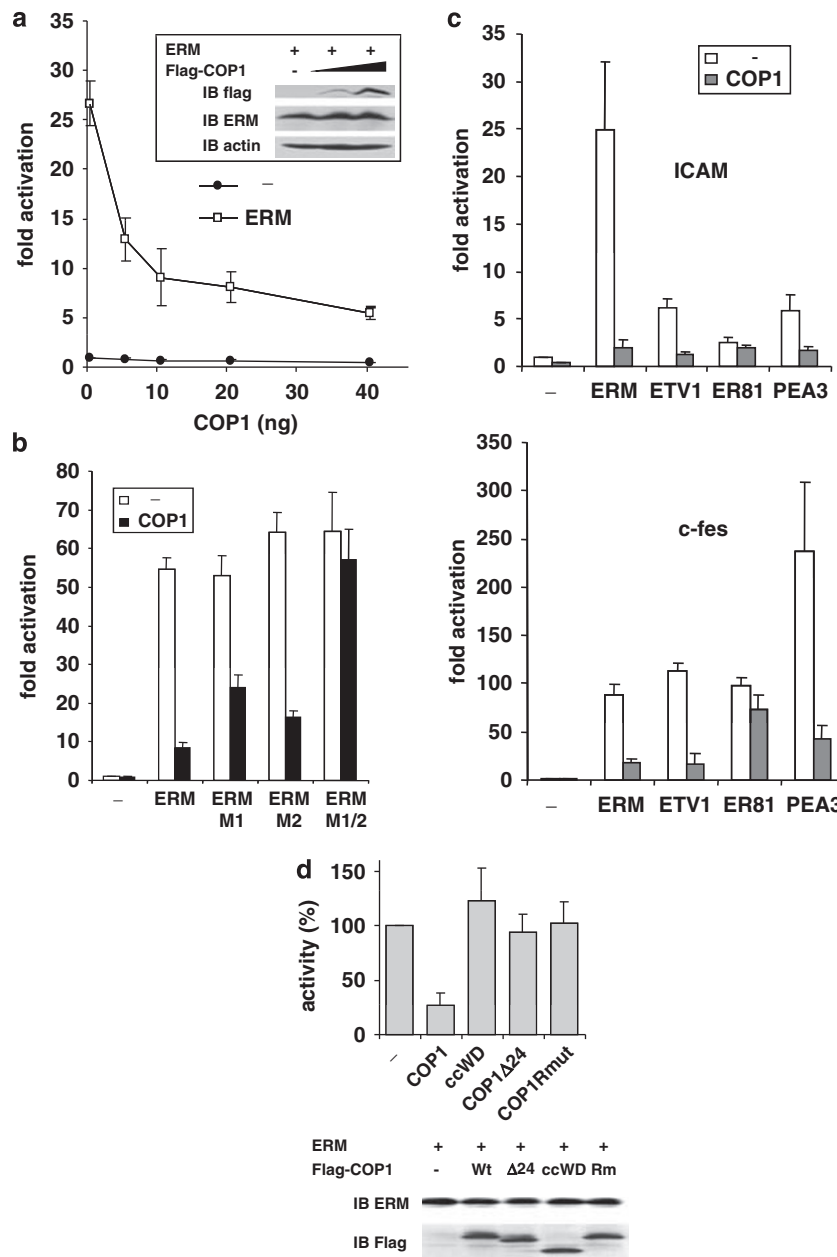 a
35
30
25
20
15
10
5
0
fold activation
0 10 20 30 40
COP1 (ng)
ERM + + +
Flag-COP1 -
IB flag
IB ERM
IB actin
–
ERM
b
80
70
60
50
40
30
20
10
0
fold activation
–
COP1
– ERM ERM ERM ERM
M1 M2 M1/2
c
35
30
25
20
15
10
5
0
fold activation
-
COP1
ICAM
– ERM ETV1 ER81 PEA3
350
300
250
200
150
100
50
0
fold activation
c-fes
– ERM ETV1 ER81 PEA3
d
150
100
50
0
activity (%)
–
COP1
ccWD
COP1Δ24
COP1Rmut
ERM + + + + +
Flag-COP1 - Wt Δ24 ccWD Rm
IB ERM
IB Flag